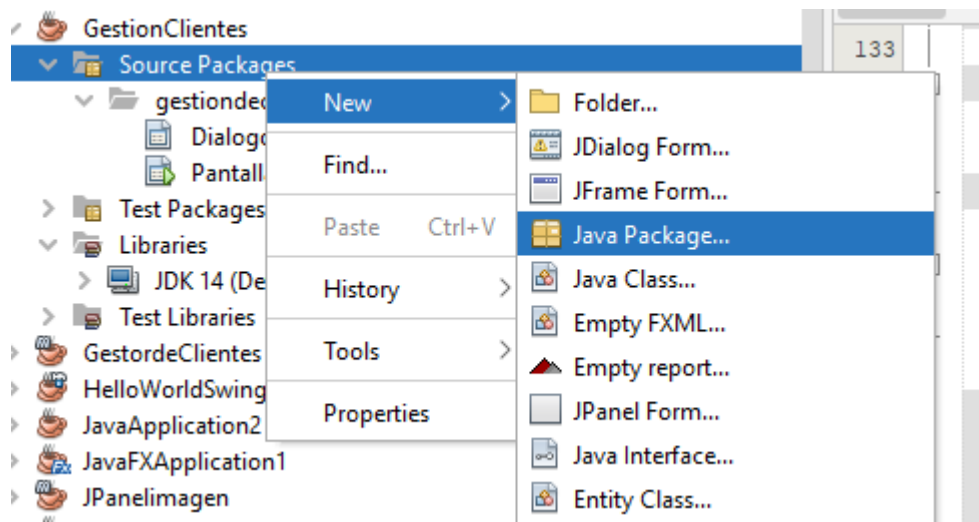 GestionClientes
Source Packages
gestiondec
Dialogo
Pantall
Test Packages
Libraries
JDK 14 (De
Test Libraries
GestordeClientes
HelloWorldSwing
JavaApplication2
JavaFXApplication1
JPanelimagen
New
Find...
Paste Ctrl+V
History
Tools
Properties
Folder...
JDialog Form...
JFrame Form...
Java Package...
Java Class...
Empty FXML...
Empty report...
JPanel Form...
Java Interface...
Entity Class...
133